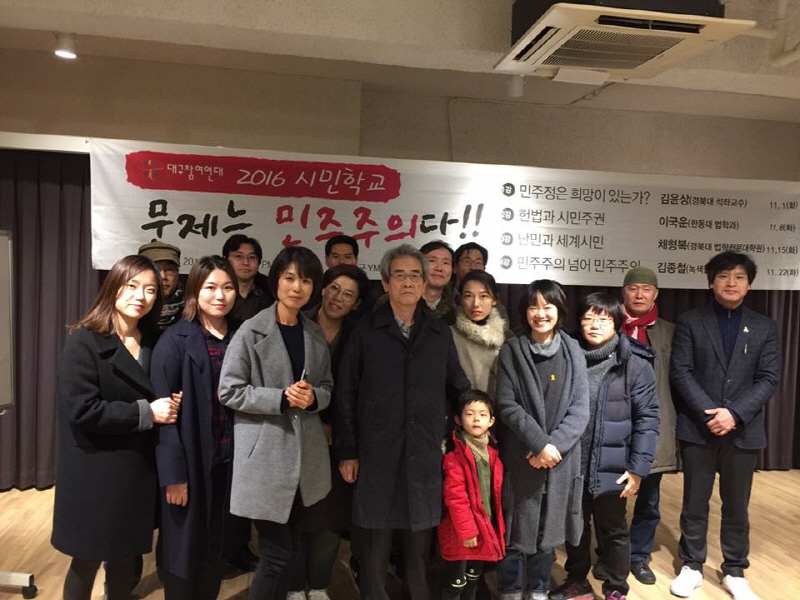 대구참여연대 2016 시민학교
문제는 민주주의다!!
민주정은 희망이 있는가? 김윤상(경북대 석좌교수) 11. 1(화)
헌법과 시민주권 이국운(한동대 법학과) 11. 8(화)
난민과 세계시민 채형복(경북대 법학전문대학원) 11.15(화)
민주주의 넘어 민주주의 김종철(녹색 11. 22(화)